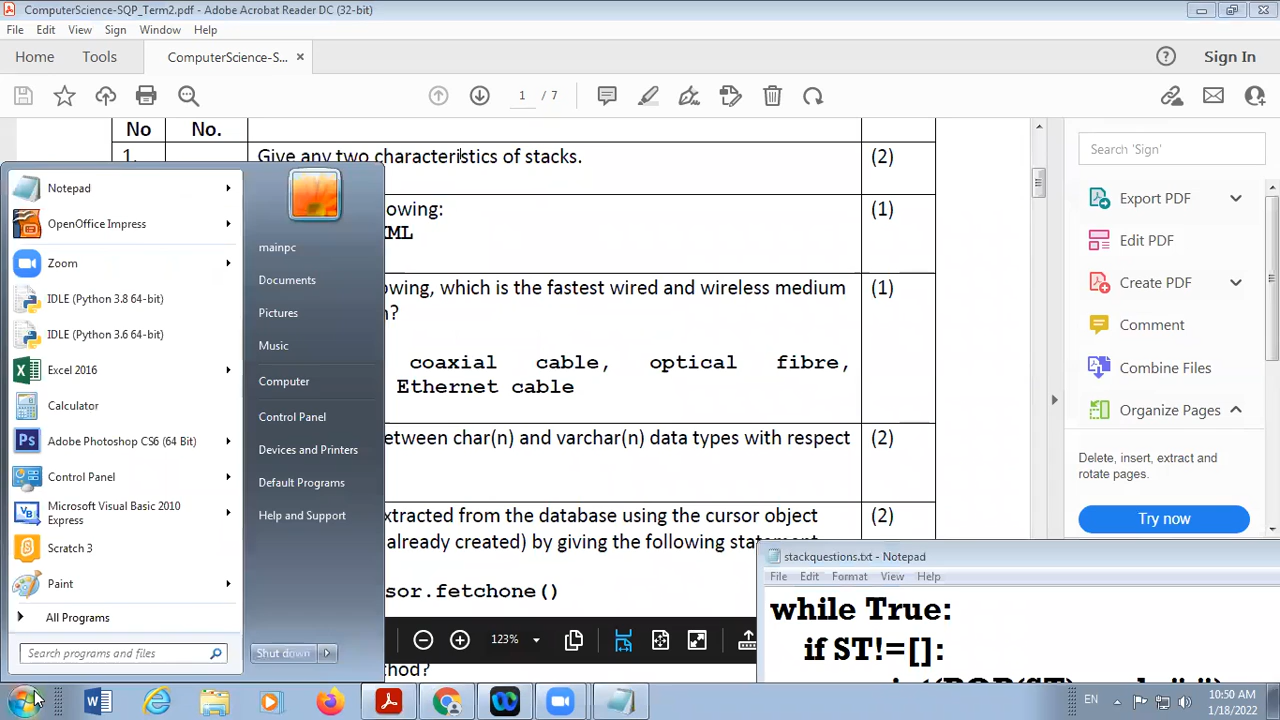 ComputerScience-SQP_Term2.pdf - Adobe Acrobat Reader DC (32-bit)
File Edit View Sign Window Help
Home Tools ComputerScience-S... ×
Sign In
1 / 7
No No.
1. Give any two characteristics of stacks. (2)
owing: (1)
XML
owing, which is the fastest wired and wireless medium (1)
n?
coaxial cable, optical fibre,
Ethernet cable
etween char(n) and varchar(n) data types with respect (2)
xtracted from the database using the cursor object (2)
already created) by giving the following statement
sor.fetchone()
thod?
123%
Search 'Sign'
Export PDF
Edit PDF
Create PDF
Comment
Combine Files
Organize Pages
Delete, insert, extract and
rotate pages.
Try now
Notepad
OpenOffice Impress
Zoom
IDLE (Python 3.8 64-bit)
IDLE (Python 3.6 64-bit)
Excel 2016
Calculator
Adobe Photoshop CS6 (64 Bit)
Control Panel
Microsoft Visual Basic 2010
Express
Scratch 3
Paint
All Programs
Search programs and files
mainpc
Documents
Pictures
Music
Computer
Control Panel
Devices and Printers
Default Programs
Help and Support
Shut down
stackquestions.txt - Notepad
File Edit Format View Help
while True:
if ST!=[]:
EN
10:50 AM
1/18/2022